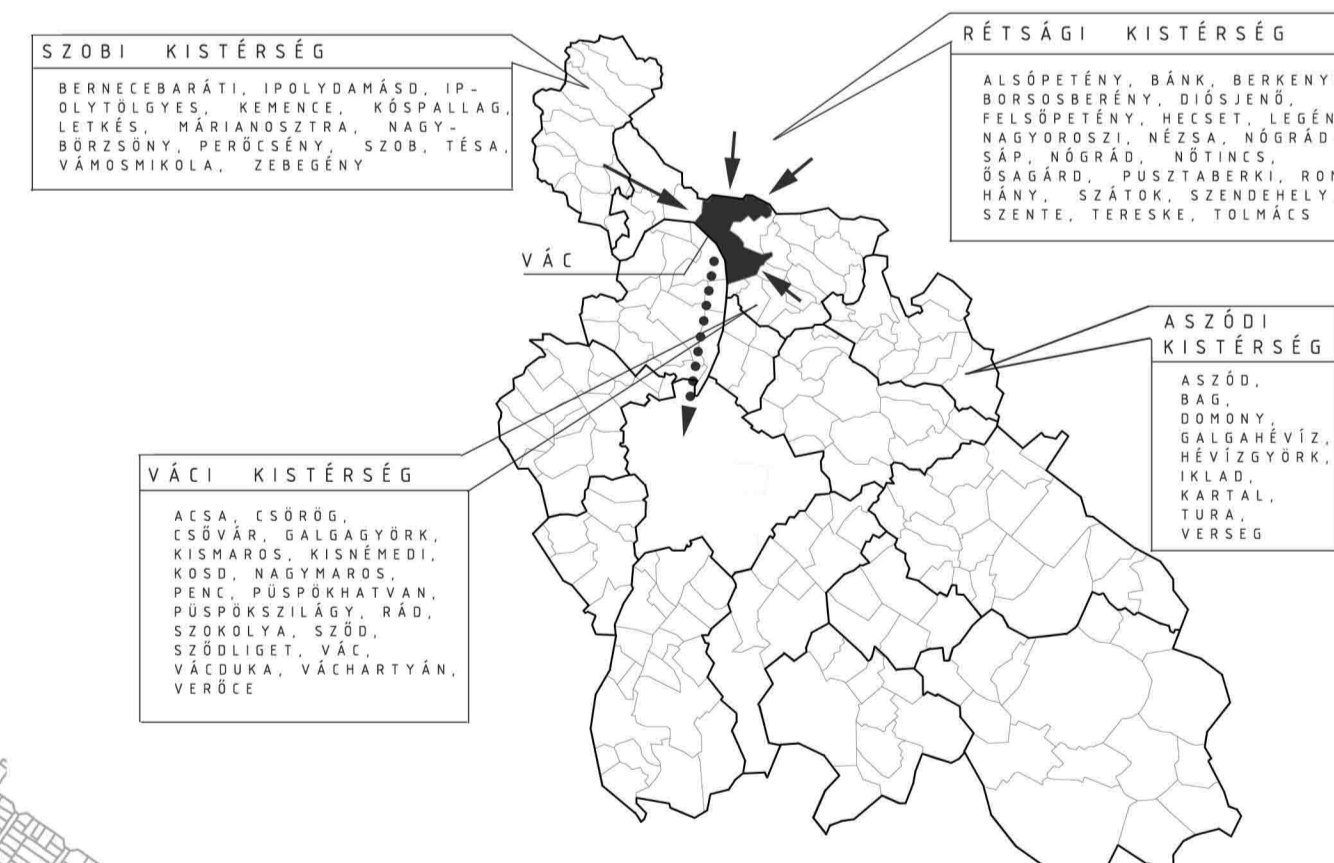 SZOBI KISTÉRSÉG
BERNECEBARÁTI, IPOLYDAMÁSD, IP-
OLYTÖLGYES, KEMENCE, KÓSPALLAG,
LETKÉS, MÁRIANOSZTRA, NAGY-
BÖRZSÖNY, PERŐCSÉNY, SZOB, TÉSA,
VÁMOSMIKOLA, ZEBEGÉNY
RÉTSÁGI KISTÉRSÉG
ALSÓPETÉNY, BÁNK, BERKENY
BORSOSBERÉNY, DIÓSJENŐ,
FELSŐPETÉNY, HECSET, LEGÉN
NAGYOROSZI, NÉZSA, NÓGRÁD
SÁP, NÓGRÁD, NŐTINCS,
ŐSAGÁRD, PUSZTABERKI, ROM
HÁNY, SZÁTOK, SZENDEHELY,
SZENTE, TERESKE, TOLMÁCS
VÁC
ASZÓDI
KISTÉRSÉG
ASZÓD,
BAG,
DOMONY,
GALGAHÉVÍZ,
HÉVÍZGYÖRK,
IKLAD,
KARTAL,
TURA,
VERSEG
VÁCI KISTÉRSÉG
ACSA, CSÖRÖG,
CSŐVÁR, GALGAGYÖRK,
KISMAROS, KISNÉMEDI,
KOSD, NAGYMAROS,
PENC, PÜSPÖKHATVAN,
PÜSPÖKSZILÁGY, RÁD,
SZOKOLYA, SZŐD,
SZŐDLIGET, VÁC,
VÁCDUKA, VÁCHARTYÁN,
VERŐCE